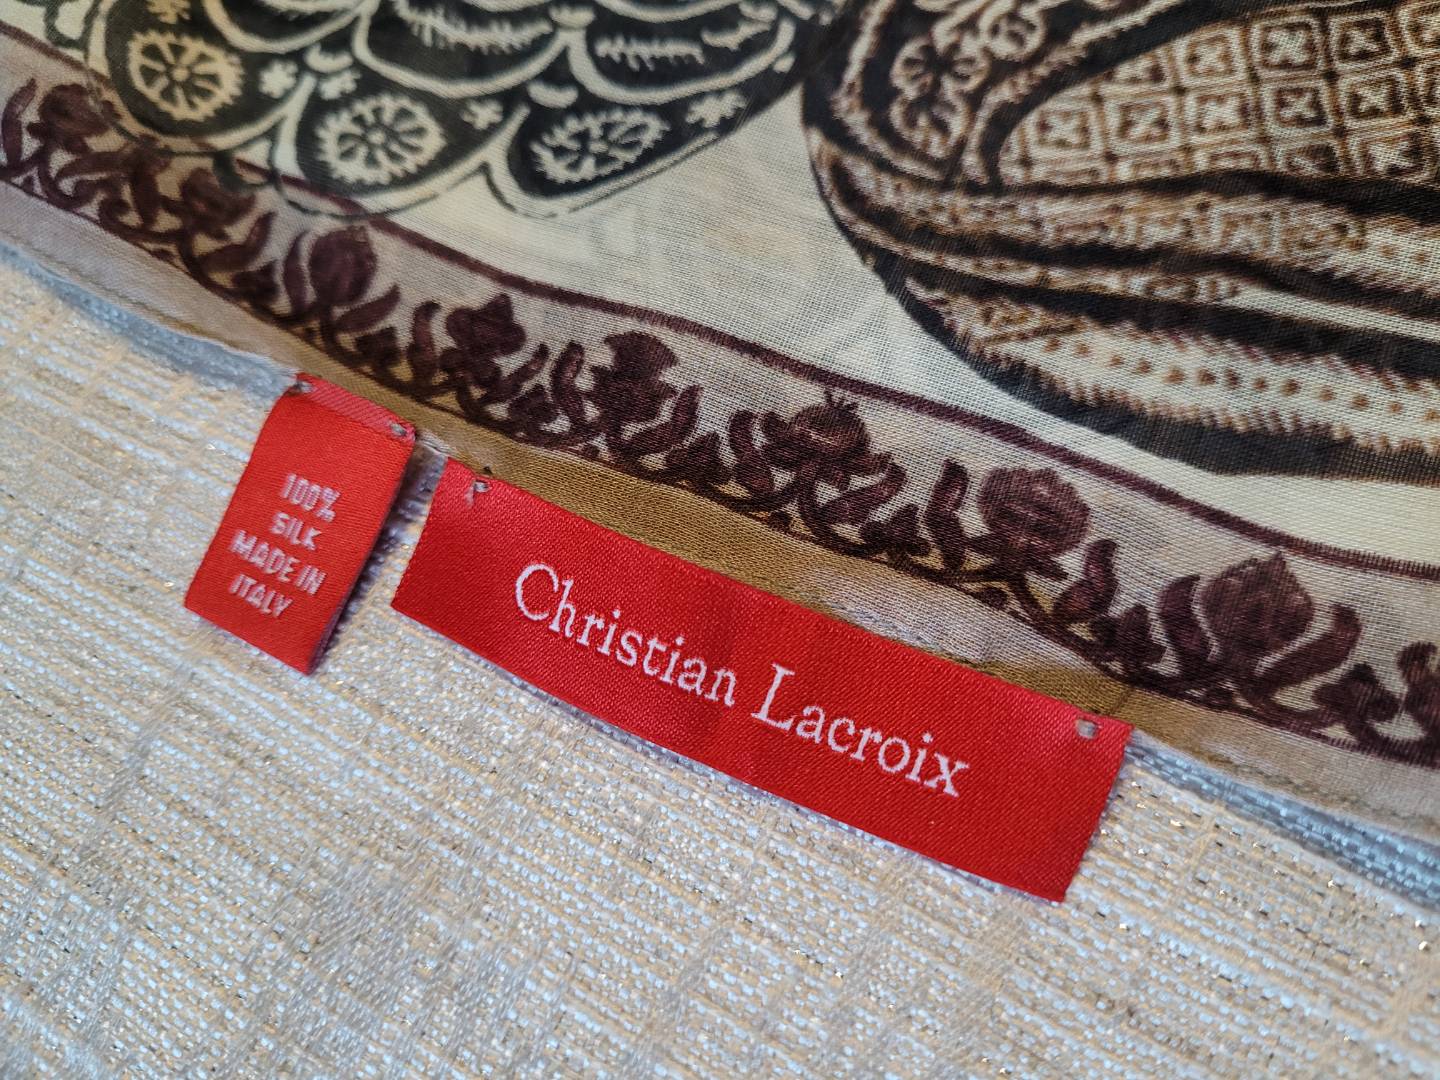 100%
SILK
MADE IN
ITALY
Christian Lacroix